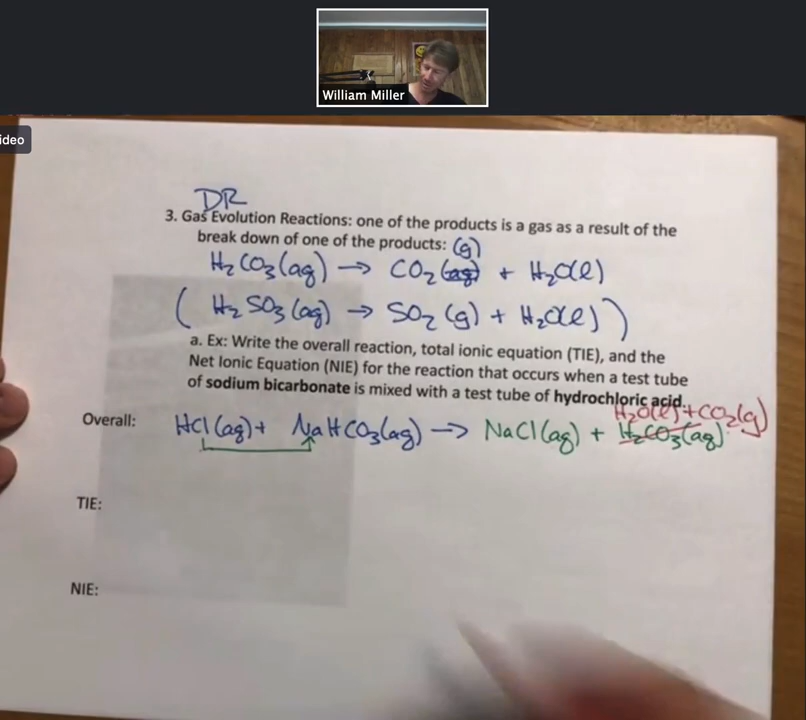 William Miller
ideo
DR
3. Gas Evolution Reactions: one of the products is a gas as a result of the
break down of one of the products: (g)
H₂CO₃(aq) → CO₂(aq) + H₂O(l)
( H₂SO₃(aq) → SO₂(g) + H₂O(l) )
a. Ex: Write the overall reaction, total ionic equation (TIE), and the
Net Ionic Equation (NIE) for the reaction that occurs when a test tube
of sodium bicarbonate is mixed with a test tube of hydrochloric acid.
H₂O(l) + CO₂(g)
Overall: HCl(aq) + NaHCO₃(aq) → NaCl(aq) + H₂CO₃(aq)
TIE:
NIE: